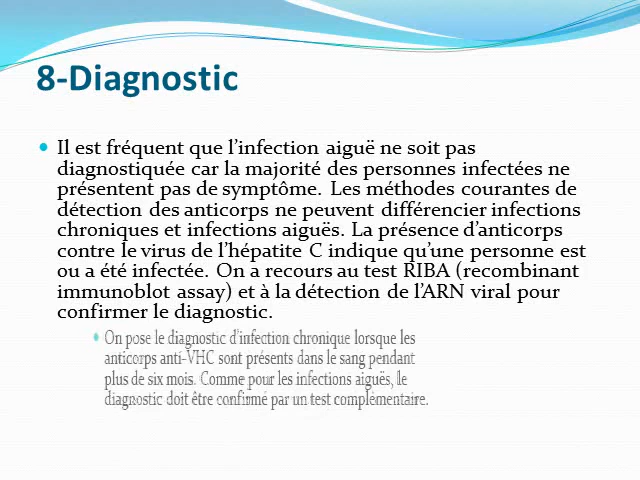 8-Diagnostic
Il est fréquent que l’infection aiguë ne soit pas
diagnostiquée car la majorité des personnes infectées ne
présentent pas de symptôme. Les méthodes courantes de
détection des anticorps ne peuvent différencier infections
chroniques et infections aiguës. La présence d’anticorps
contre le virus de l’hépatite C indique qu’une personne est
ou a été infectée. On a recours au test RIBA (recombinant
immunoblot assay) et à la détection de l’ARN viral pour
confirmer le diagnostic.
On pose le diagnostic d’infection chronique lorsque les
anticorps anti-VHC sont présents dans le sang pendant
plus de six mois. Comme pour les infections aiguës, le
diagnostic doit être confirmé par un test complémentaire.